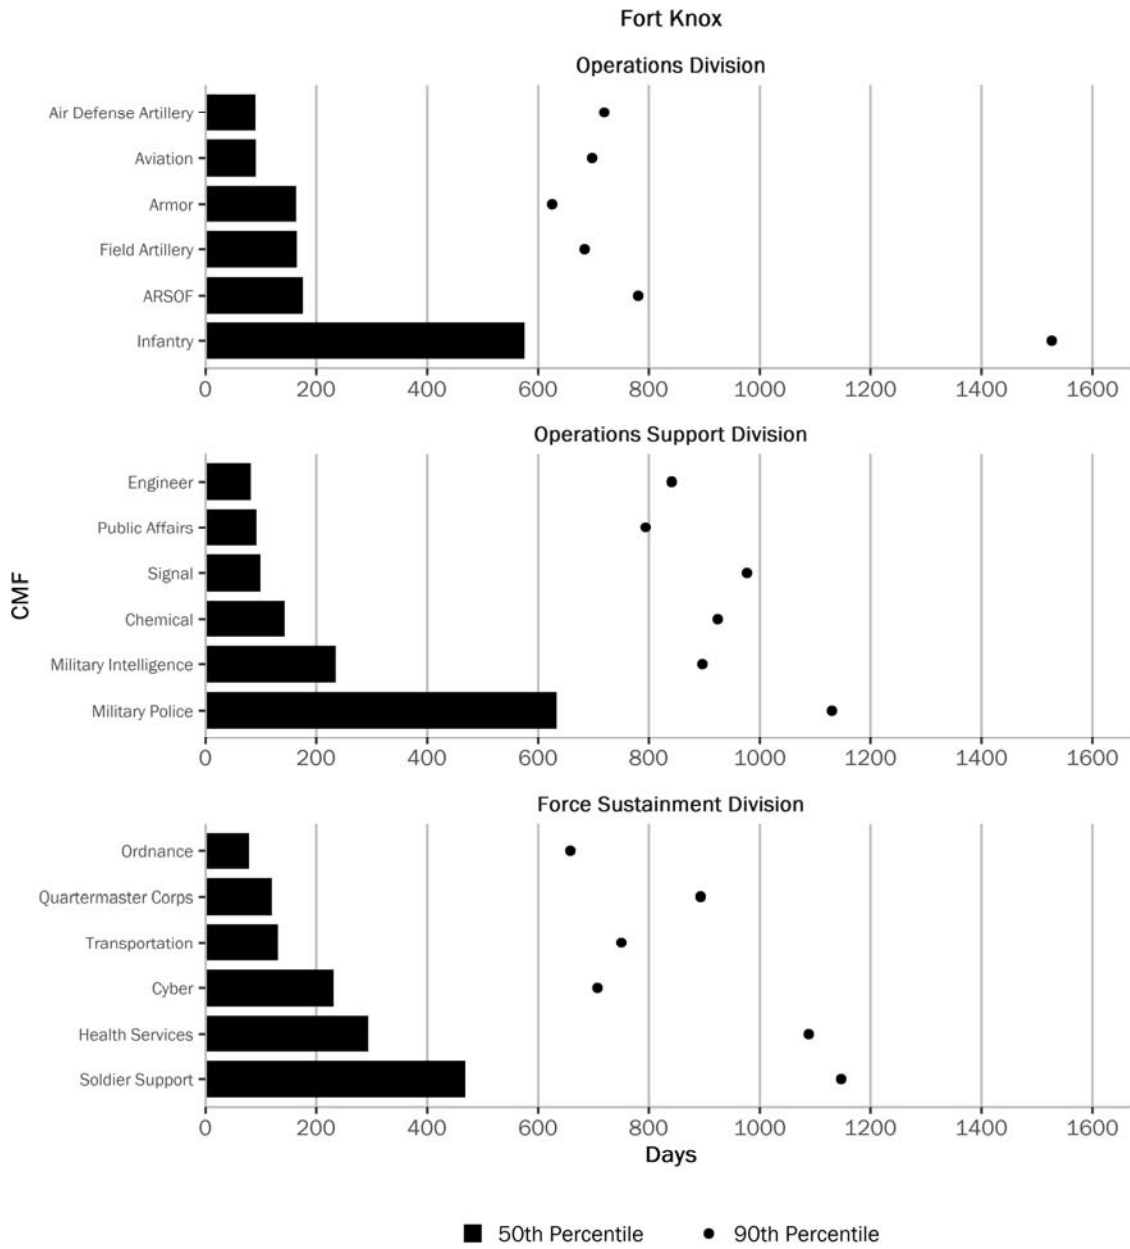 Fort Knox
Operations Division
Air Defense Artillery
Aviation
Armor
Field Artillery
ARSOF
Infantry
0 200 400 600 800 1000 1200 1400 1600
Operations Support Division
Engineer
Public Affairs
Signal
Chemical
Military Intelligence
Military Police
0 200 400 600 800 1000 1200 1400 1600
CMF
Force Sustainment Division
Ordnance
Quartermaster Corps
Transportation
Cyber
Health Services
Soldier Support
0 200 400 600 800 1000 1200 1400 1600
Days
50th Percentile 90th Percentile